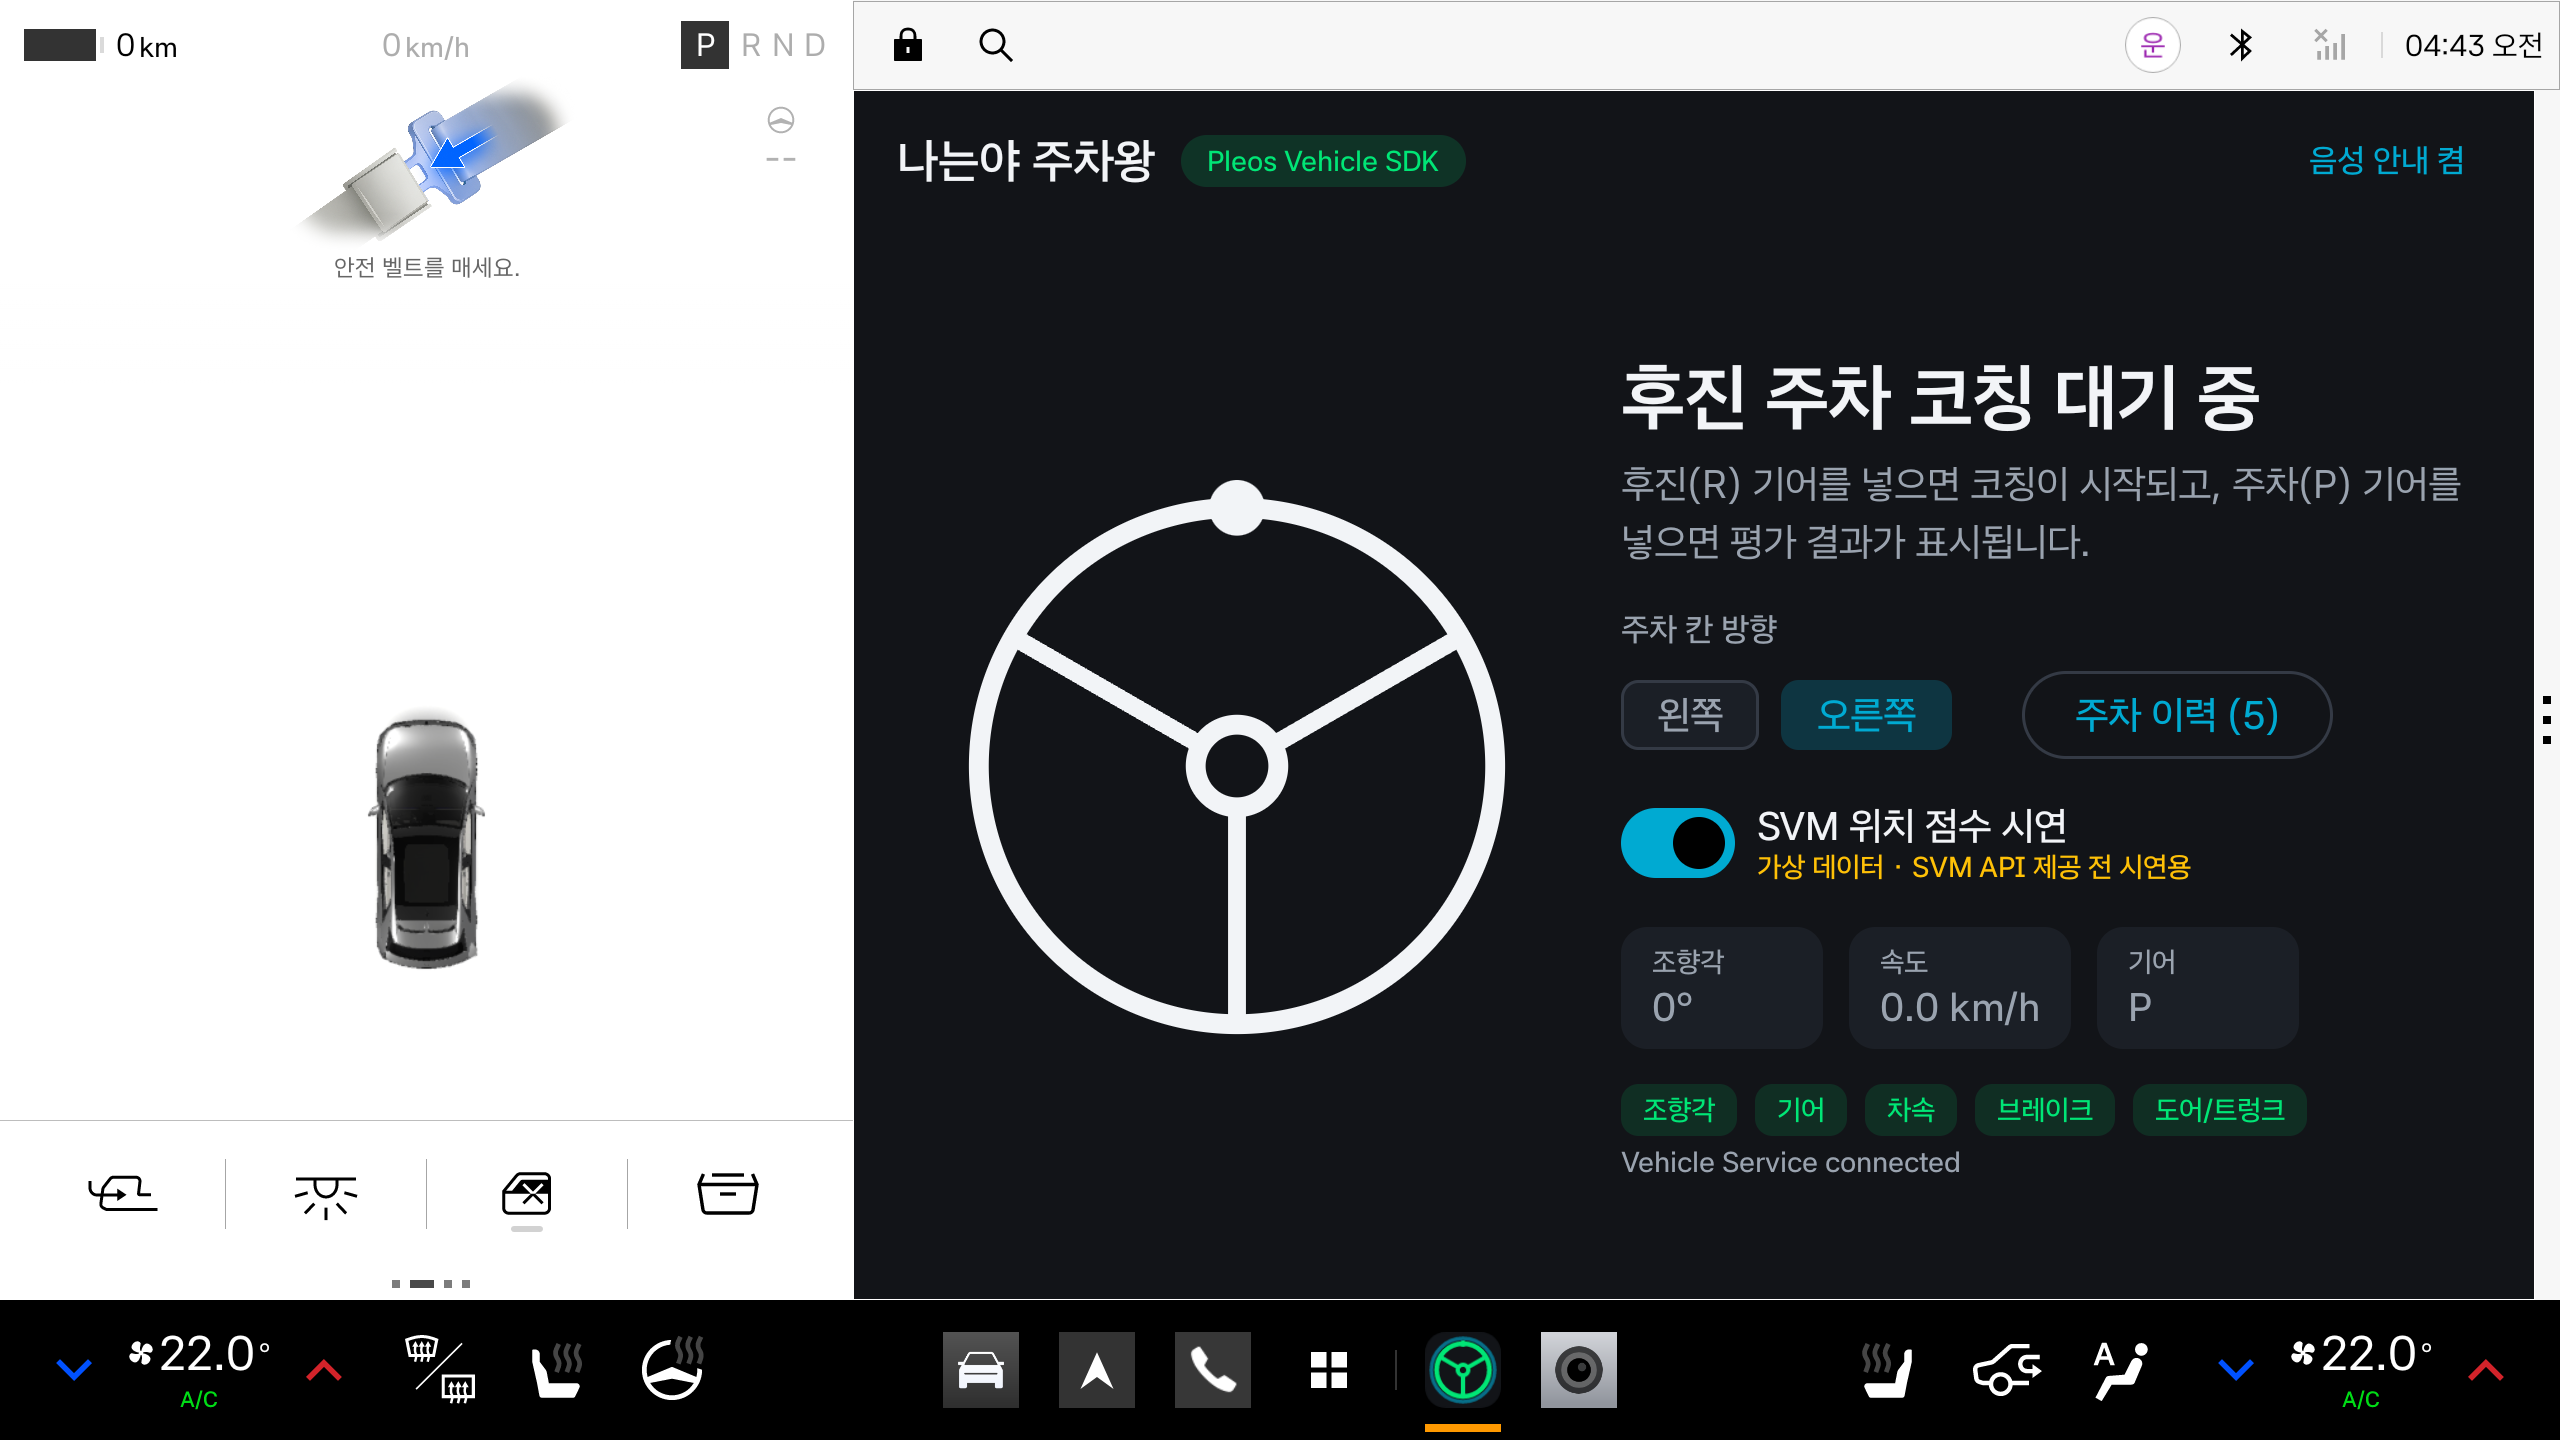 0 km
0 km/h
P R N D
안전 벨트를 매세요.
--
운
04:43 오전
나는야 주차왕
Pleos Vehicle SDK
음성 안내 켬
후진 주차 코칭 대기 중
후진(R) 기어를 넣으면 코칭이 시작되고, 주차(P) 기어를
넣으면 평가 결과가 표시됩니다.
주차 칸 방향
왼쪽
오른쪽
주차 이력 (5)
SVM 위치 점수 시연
가상 데이터 · SVM API 제공 전 시연용
조향각
0°
속도
0.0 km/h
기어
P
조향각
기어
차속
브레이크
도어/트렁크
Vehicle Service connected
22.0°
A/C
A
22.0°
A/C